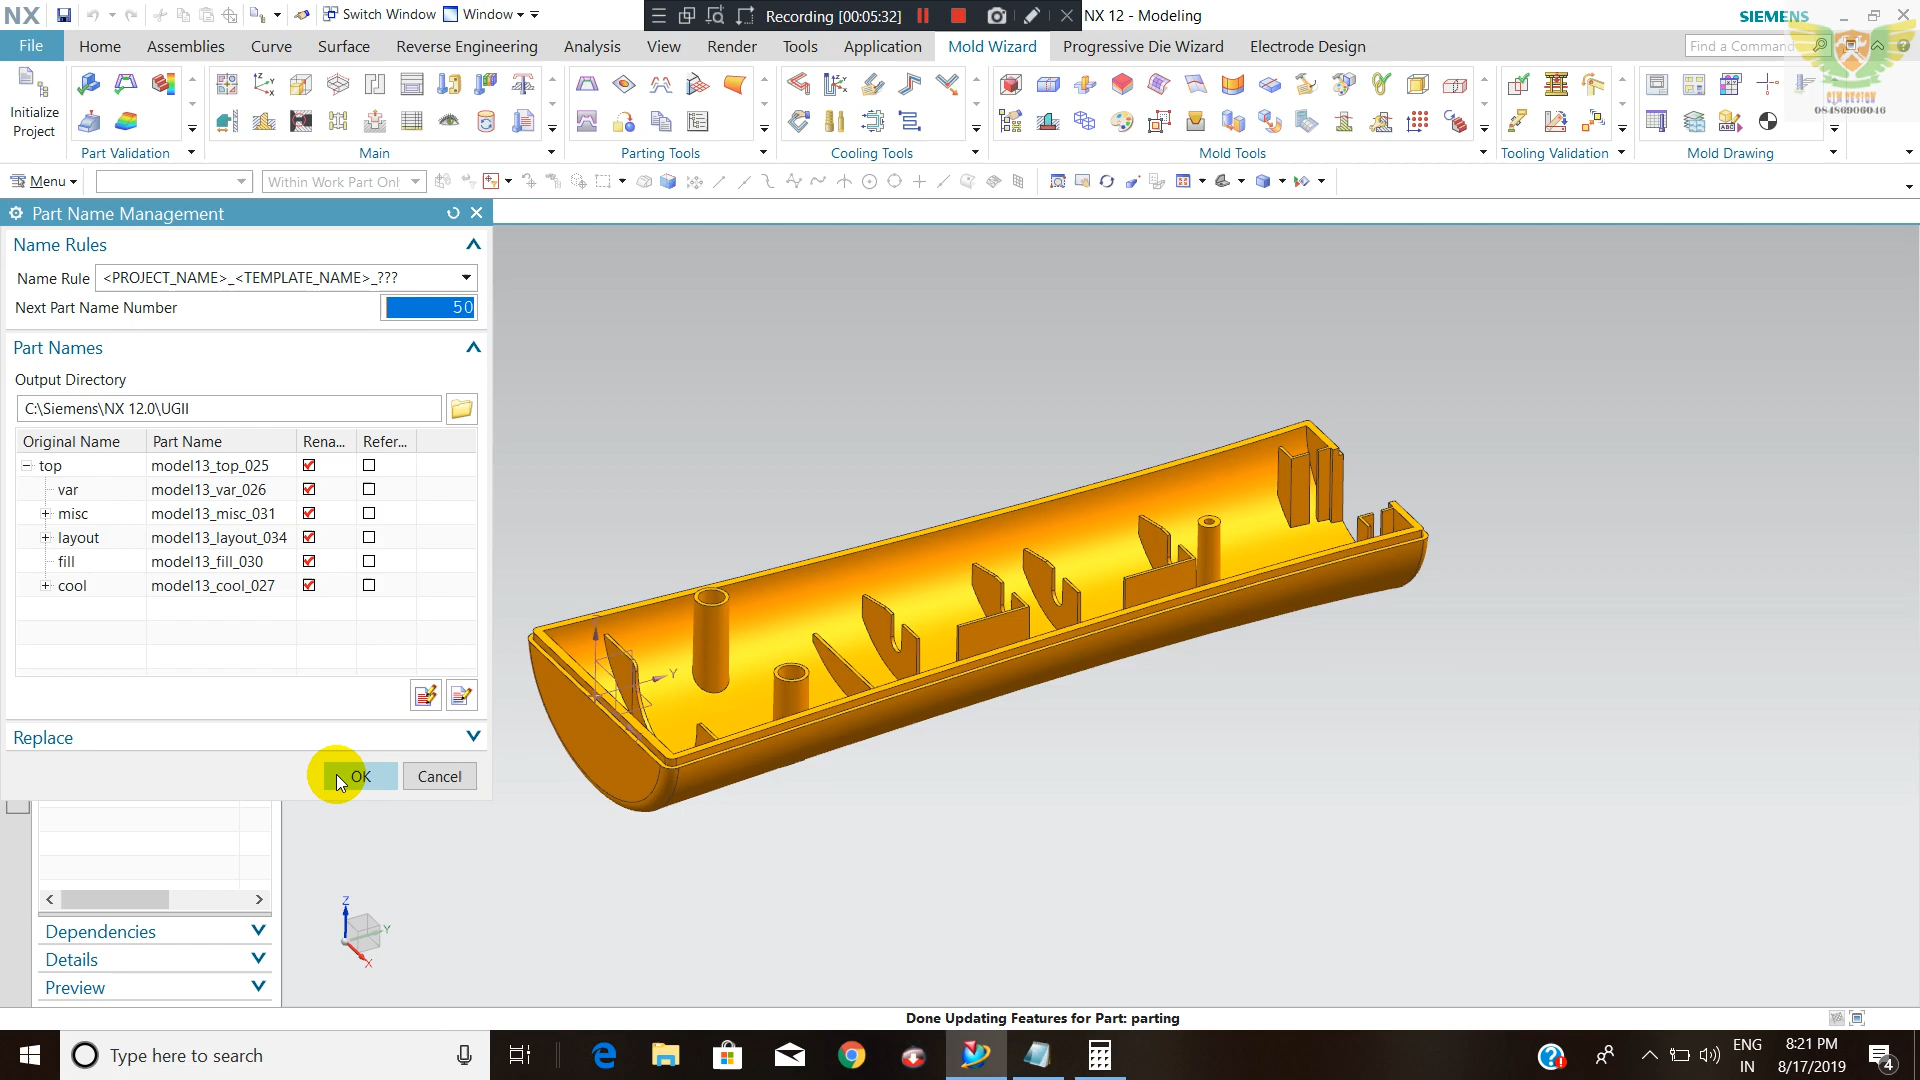 NX
Switch Window
Window
Recording [00:05:32]
NX 12 - Modeling
SIEMENS
File
Home
Assemblies
Curve
Surface
Reverse Engineering
Analysis
View
Render
Tools
Application
Mold Wizard
Progressive Die Wizard
Electrode Design
Find a Command
Initialize
Project
Part Validation
Main
Parting Tools
Cooling Tools
Mold Tools
Tooling Validation
Mold Drawing
CTM DESIGN
08486906046
Menu
Within Work Part Onl
Part Name Management
Name Rules
Name Rule
<PROJECT_NAME>_<TEMPLATE_NAME>_???
Next Part Name Number
50
Part Names
Output Directory
C:\Siemens\NX 12.0\UGII
Original Name Part Name Rena... Refer...
top model13_top_025
var model13_var_026
misc model13_misc_031
layout model13_layout_034
fill model13_fill_030
cool model13_cool_027
Replace
OK
Cancel
Y
Z
Y
X
Dependencies
Details
Preview
Done Updating Features for Part: parting
Type here to search
ENG
IN
8:21 PM
8/17/2019
4